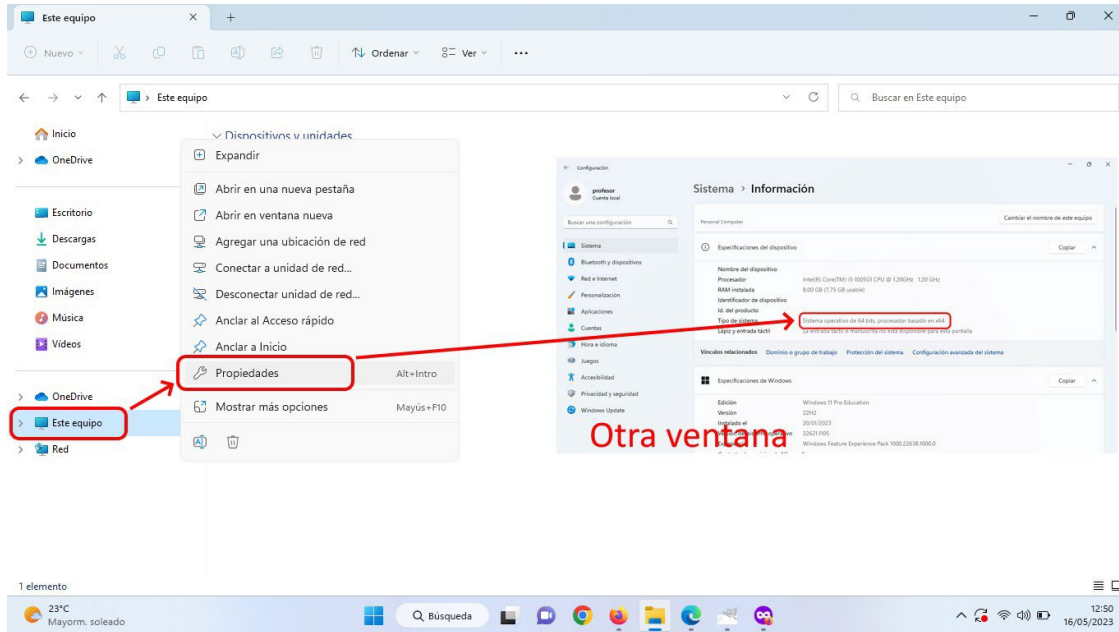 Este equipo
Nuevo
Ordenar
Ver
Este equipo
Buscar en Este equipo
Inicio
OneDrive
Escritorio
Descargas
Documentos
Imágenes
Música
Vídeos
OneDrive
Este equipo
Red
Dispositivos y unidades
Expandir
Abrir en una nueva pestaña
Abrir en ventana nueva
Agregar una ubicación de red
Conectar a unidad de red...
Desconectar unidad de red...
Anclar al Acceso rápido
Anclar a Inicio
Propiedades Alt+Intro
Mostrar más opciones Mayús+F10
Configuración
profesor
Cuenta local
Buscar una configuración
Sistema
Bluetooth y dispositivos
Red e Internet
Personalización
Aplicaciones
Cuentas
Hora e idioma
Juegos
Accesibilidad
Privacidad y seguridad
Windows Update
Sistema > Información
Personal Computer
Cambiar el nombre de este equipo
Especificaciones del dispositivo Copiar
Nombre del dispositivo
Procesador Intel(R) Core(TM) i3-1005G1 CPU @ 1.20GHz 1.20 GHz
RAM instalada 8,00 GB (7,75 GB usable)
Identificador de dispositivo
Id. del producto
Tipo de sistema Sistema operativo de 64 bits, procesador basado en x64
Lápiz y entrada táctil La entrada táctil o manuscrita no está disponible para esta pantalla
Vínculos relacionados Dominio o grupo de trabajo Protección del sistema Configuración avanzada del sistema
Especificaciones de Windows Copiar
Edición Windows 11 Pro Education
Versión 22H2
Instalado el 20/01/2023
operativo 22621.1105
Windows Feature Experience Pack 1000.22638.1000.0
Otra ventana
1 elemento
23°C
Mayorm. soleado
Búsqueda
12:50
16/05/2023